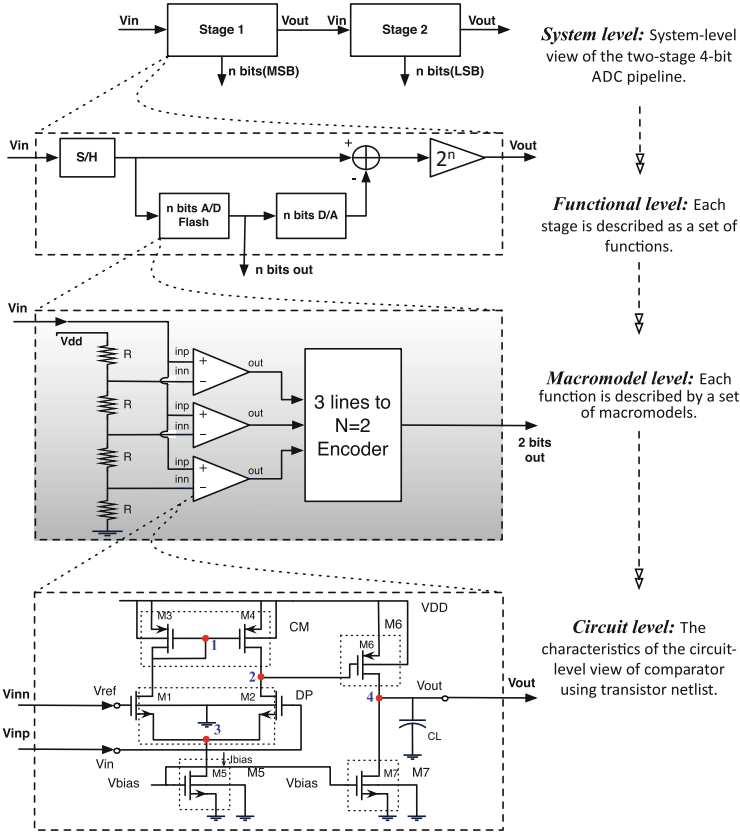 Vin
Stage 1
Vout
Vin
Stage 2
Vout
n bits(MSB)
n bits(LSB)
System level: System-level
view of the two-stage 4-bit
ADC pipeline.
Vin
S/H
+
-
2ⁿ
Vout
n bits A/D
Flash
n bits D/A
n bits out
Functional level: Each
stage is described as a set of
functions.
Vin
Vdd
R
inp
inn
+
−
out
R
inp
inn
+
−
out
R
inp
inn
+
−
out
R
3 lines to
N=2
Encoder
2 bits
out
Macromodel level: Each
function is described by a set
of macromodels.
VDD
M3
M4
CM
1
M6
M6
2
Vinn
Vref
M1
M2
DP
4
Vout
Vout
3
CL
Vinp
Vin
Ibias
Vbias
M5
M5
Vbias
M7
M7
Circuit level: The
characteristics of the circuit-
level view of comparator
using transistor netlist.